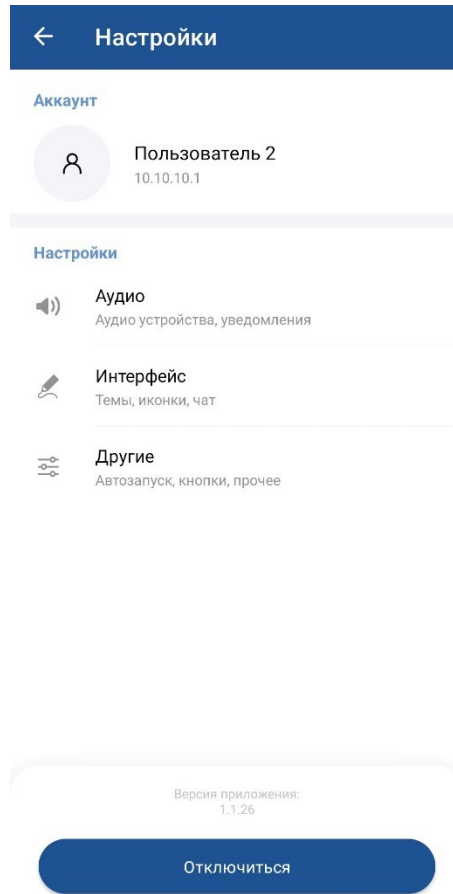 Настройки
Аккаунт
Пользователь 2
10.10.10.1
Настройки
Аудио
Аудио устройства, уведомления
Интерфейс
Темы, иконки, чат
Другие
Автозапуск, кнопки, прочее
Версия приложения:
1.1.26
Отключиться